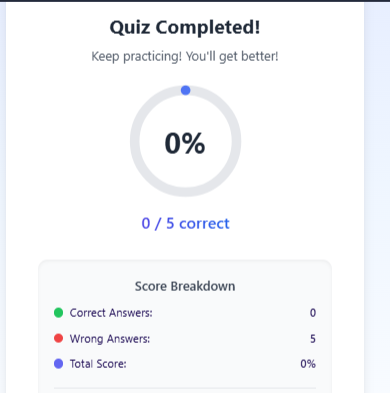 Quiz Completed!
Keep practicing! You'll get better!
0%
0 / 5 correct
Score Breakdown
Correct Answers: 0
Wrong Answers: 5
Total Score: 0%